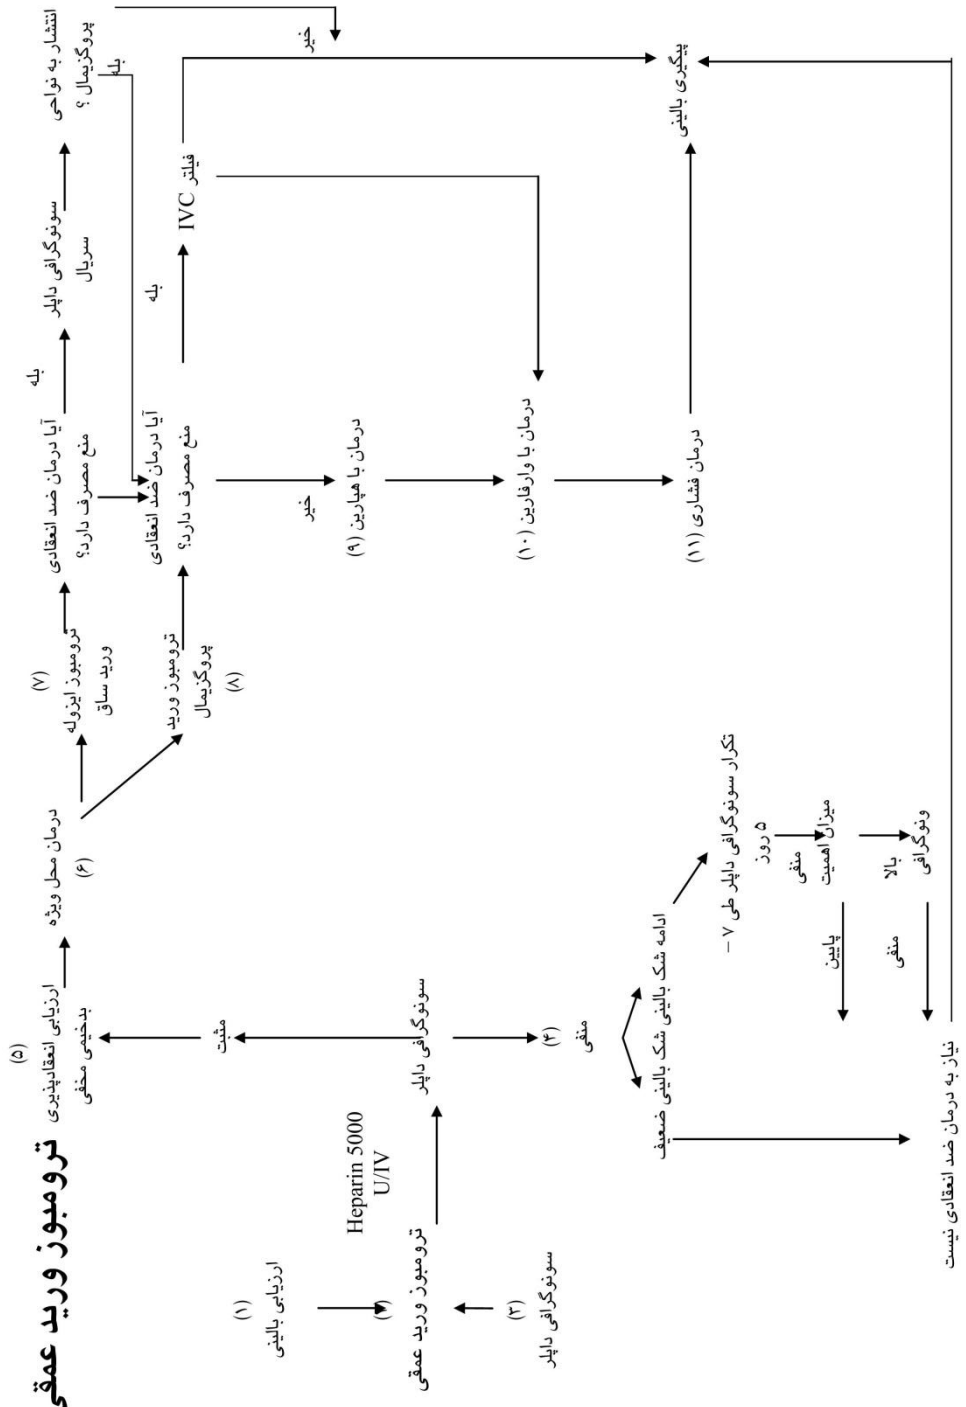 ترومبوز ورید عمقی
(۱)
ارزیابی بالینی
(۲)
ترومبوز ورید عمقی
(۳)
سونوگرافی داپلر
Heparin 5000
U/IV
سونوگرافی داپلر
مثبت
(۴)
منفی
(۵)
ارزیابی انعقادپذیری
بدخیمی مخفی
ادامه شک بالینی شک بالینی ضعیف
درمان محل ویژه
(۶)
تکرار سونوگرافی داپلر طی ۷ –
۵ روز
منفی
میزان اهمیت
پایین
بالا
ونوگرافی
منفی
نیاز به درمان ضد انعقادی نیست
(۷)
ترومبوز ایزوله
ورید ساق
ترومبوز ورید
پروگزیمال
(۸)
آیا درمان ضد انعقادی
منع مصرف دارد؟
بله
آیا درمان ضد انعقادی
منع مصرف دارد؟
بله
خیر
درمان با هپارین (۹)
درمان با وارفارین (۱۰)
درمان فشاری (۱۱)
سونوگرافی داپلر
سریال
فیلتر IVC
انتشار به نواحی
پروگزیمال ؟
بله
خیر
پیگیری بالینی